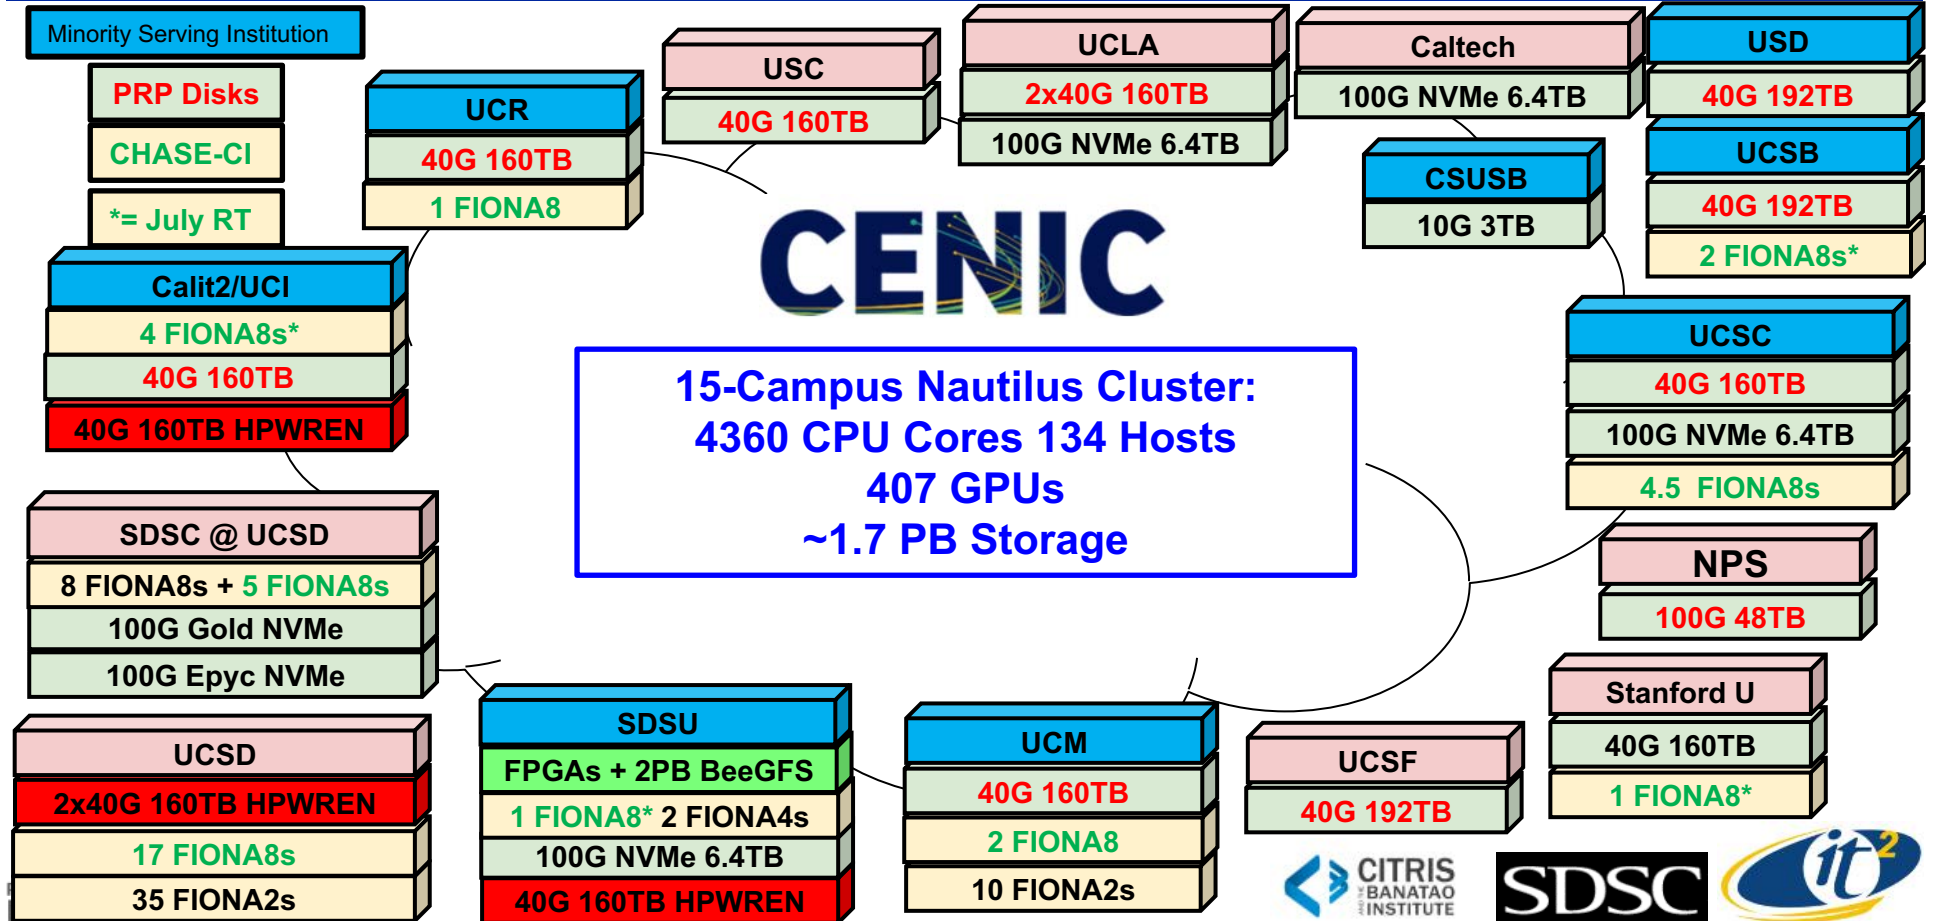 Minority Serving Institution
PRP Disks
CHASE-CI
*= July RT
UCR
40G 160TB
1 FIONA8
USC
40G 160TB
UCLA
2x40G 160TB
100G NVMe 6.4TB
Caltech
100G NVMe 6.4TB
USD
40G 192TB
UCSB
40G 192TB
2 FIONA8s*
CSUSB
10G 3TB
Calit2/UCI
4 FIONA8s*
40G 160TB
40G 160TB HPWREN
CENIC
15-Campus Nautilus Cluster:
4360 CPU Cores 134 Hosts
407 GPUs
~1.7 PB Storage
UCSC
40G 160TB
100G NVMe 6.4TB
4.5 FIONA8s
SDSC @ UCSD
8 FIONA8s + 5 FIONA8s
100G Gold NVMe
100G Epyc NVMe
NPS
100G 48TB
UCSD
2x40G 160TB HPWREN
17 FIONA8s
35 FIONA2s
SDSU
FPGAs + 2PB BeeGFS
1 FIONA8* 2 FIONA4s
100G NVMe 6.4TB
40G 160TB HPWREN
UCM
40G 160TB
2 FIONA8
10 FIONA2s
UCSF
40G 192TB
Stanford U
40G 160TB
1 FIONA8*
CITRIS
AND THE BANATAO
INSTITUTE
SDSC
it2